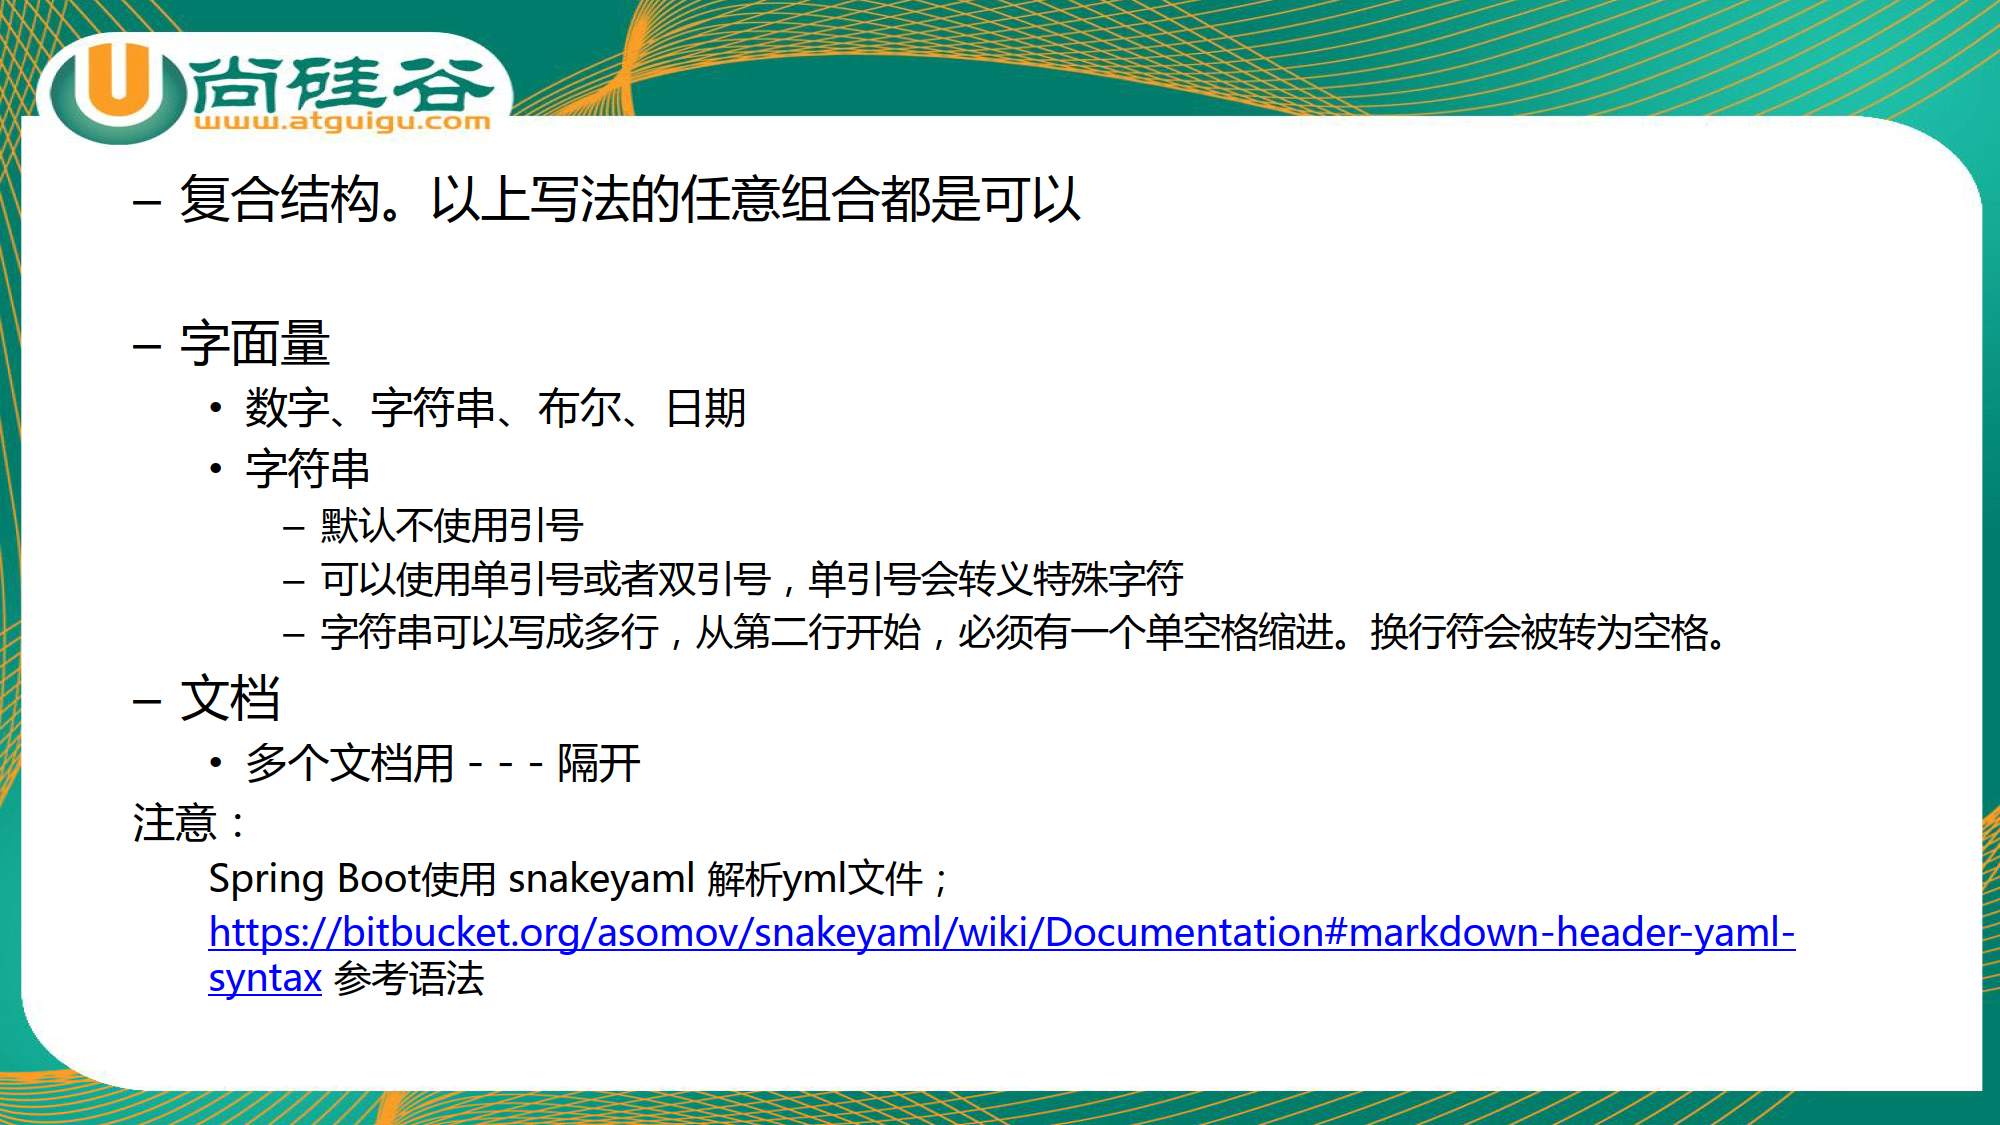 尚硅谷
www.atguigu.com
– 复合结构。以上写法的任意组合都是可以
– 字面量
• 数字、字符串、布尔、日期
• 字符串
– 默认不使用引号
– 可以使用单引号或者双引号，单引号会转义特殊字符
– 字符串可以写成多行，从第二行开始，必须有一个单空格缩进。换行符会被转为空格。
– 文档
• 多个文档用 - - - 隔开
注意：
Spring Boot使用 snakeyaml 解析yml文件；
https://bitbucket.org/asomov/snakeyaml/wiki/Documentation#markdown-header-yaml-
syntax 参考语法